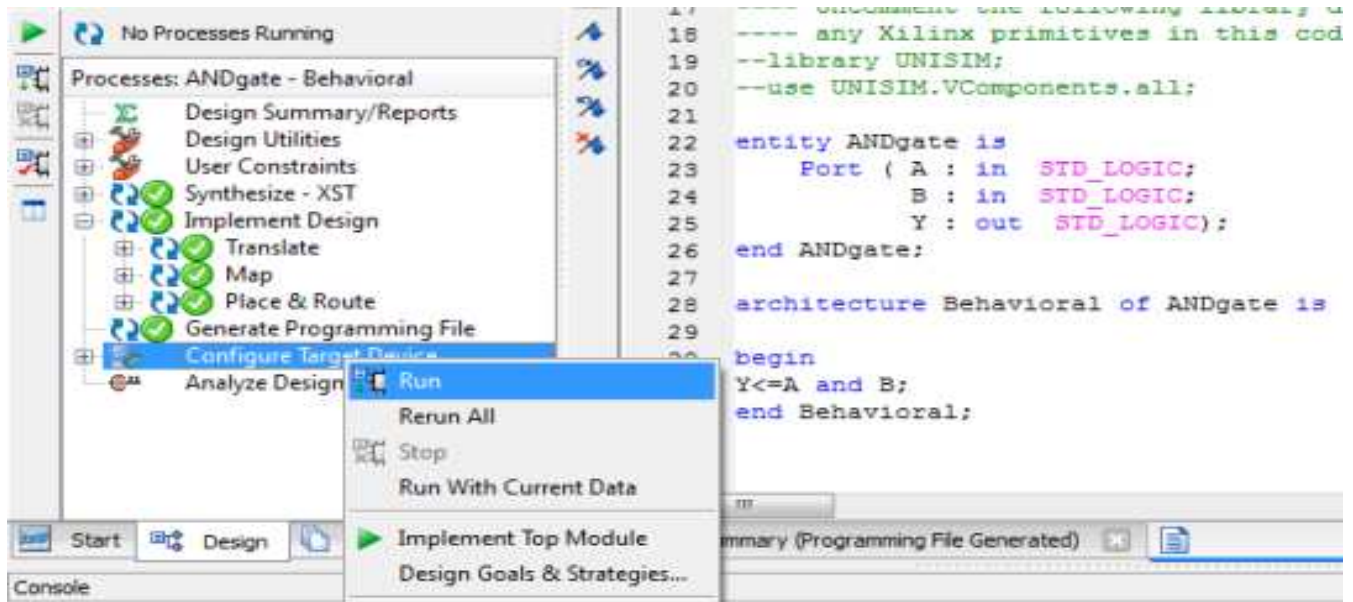 No Processes Running
Processes: ANDgate - Behavioral
Design Summary/Reports
Design Utilities
User Constraints
Synthesize - XST
Implement Design
Translate
Map
Place & Route
Generate Programming File
Configure Target Device
Analyze Design
Run
Rerun All
Stop
Run With Current Data
Implement Top Module
Design Goals & Strategies...
Start Design
Console
17 ---- Uncomment the following library d
18 ---- any Xilinx primitives in this cod
19 --library UNISIM;
20 --use UNISIM.VComponents.all;
21
22 entity ANDgate is
23 Port ( A : in STD_LOGIC;
24 B : in STD_LOGIC;
25 Y : out STD_LOGIC);
26 end ANDgate;
27
28 architecture Behavioral of ANDgate is
29
begin
Y<=A and B;
end Behavioral;
mmary (Programming File Generated)